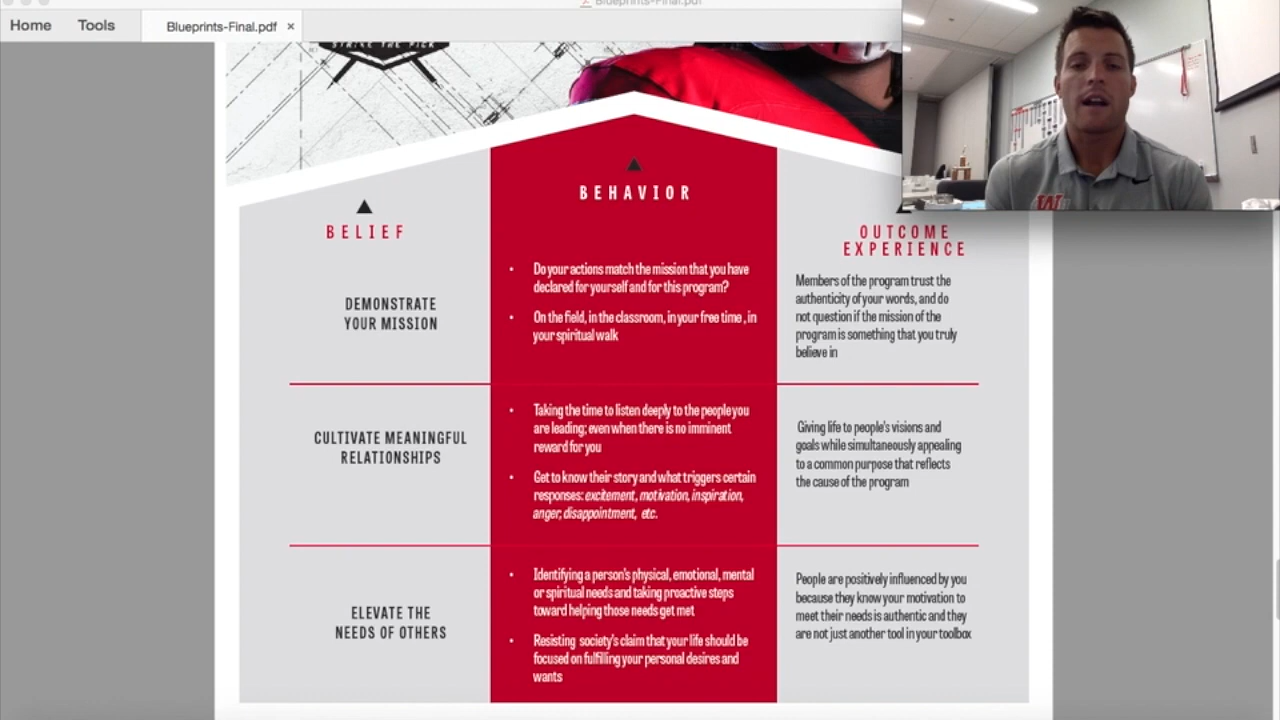 Blueprints-Final.pdf
Home
Tools
Blueprints-Final.pdf ×
STRIKE THE PICK
BEHAVIOR
BELIEF
OUTCOME
EXPERIENCE
DEMONSTRATE
YOUR MISSION
• Do your actions match the mission that you have
declared for yourself and for this program?
• On the field, in the classroom, in your free time , in
your spiritual walk
Members of the program trust the
authenticity of your words, and do
not question if the mission of the
program is something that you truly
believe in
CULTIVATE MEANINGFUL
RELATIONSHIPS
• Taking the time to listen deeply to the people you
are leading; even when there is no imminent
reward for you
• Get to know their story and what triggers certain
responses: excitement, motivation, inspiration,
anger, disappointment, etc.
Giving life to people's visions and
goals while simultaneously appealing
to a common purpose that reflects
the cause of the program
ELEVATE THE
NEEDS OF OTHERS
• Identifying a person's physical, emotional, mental
or spiritual needs and taking proactive steps
toward helping those needs get met
• Resisting society's claim that your life should be
focused on fulfilling your personal desires and
wants
People are positively influenced by you
because they know your motivation to
meet their needs is authentic and they
are not just another tool in your toolbox
W